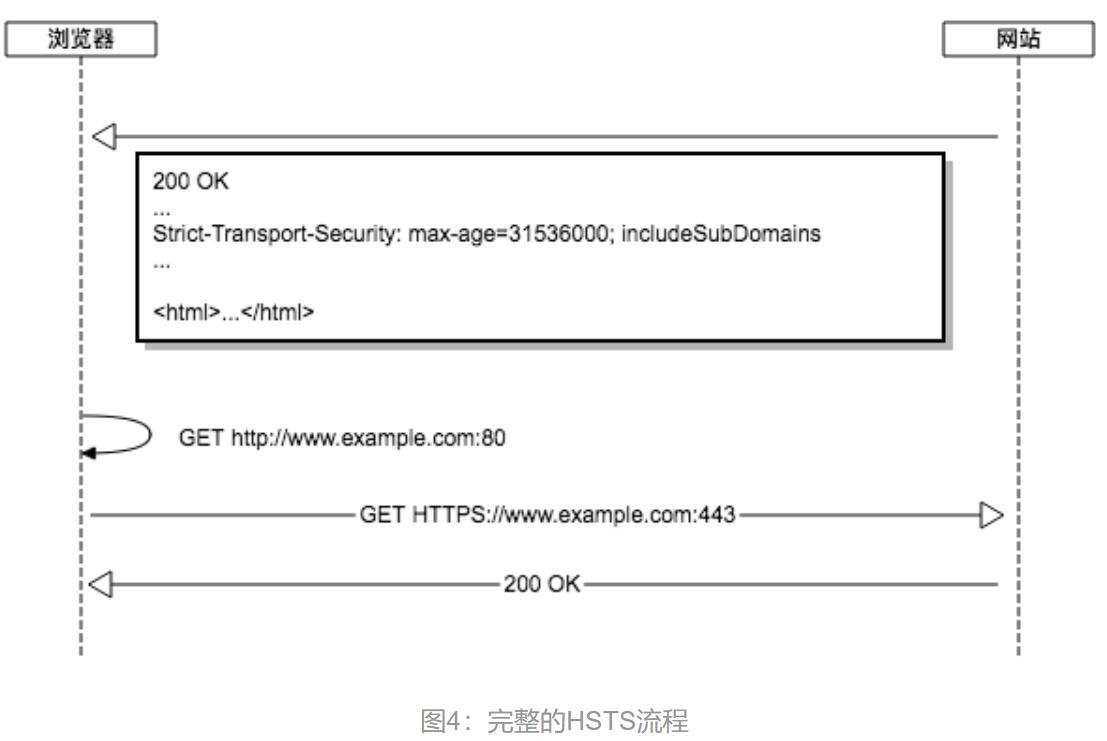 浏览器
网站
200 OK
...
Strict-Transport-Security: max-age=31536000; includeSubDomains
...
<html>...</html>
GET http://www.example.com:80
GET HTTPS://www.example.com:443
200 OK
图4：完整的HSTS流程